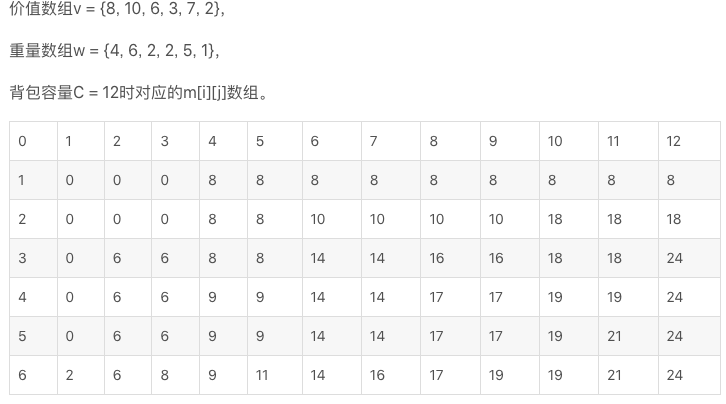 价值数组v = {8, 10, 6, 3, 7, 2},
重量数组w = {4, 6, 2, 2, 5, 1},
背包容量C = 12时对应的m[i][j]数组。
0 1 2 3 4 5 6 7 8 9 10 11 12
1 0 0 0 8 8 8 8 8 8 8 8 8
2 0 0 0 8 8 10 10 10 10 18 18 18
3 0 6 6 8 8 14 14 16 16 18 18 24
4 0 6 6 9 9 14 14 17 17 19 19 24
5 0 6 6 9 9 14 14 17 17 19 21 24
6 2 6 8 9 11 14 16 17 19 19 21 24